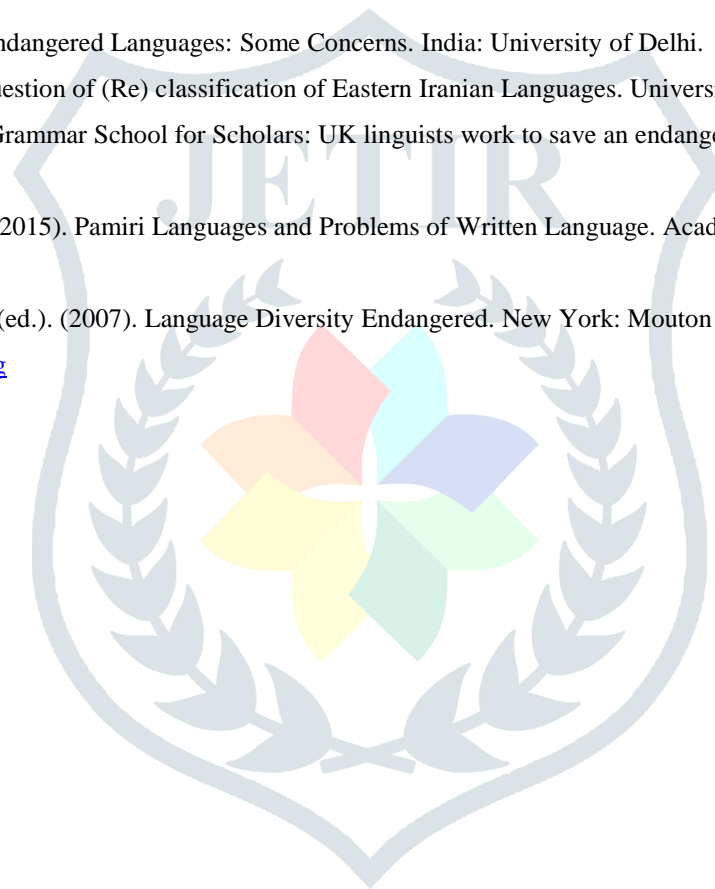 ndangered Languages: Some Concerns. India: University of Delhi.
uestion of (Re) classification of Eastern Iranian Languages. Universi
Grammar School for Scholars: UK linguists work to save an endange
JETIR
2015). Pamiri Languages and Problems of Written Language. Acad
(ed.). (2007). Language Diversity Endangered. New York: Mouton
g